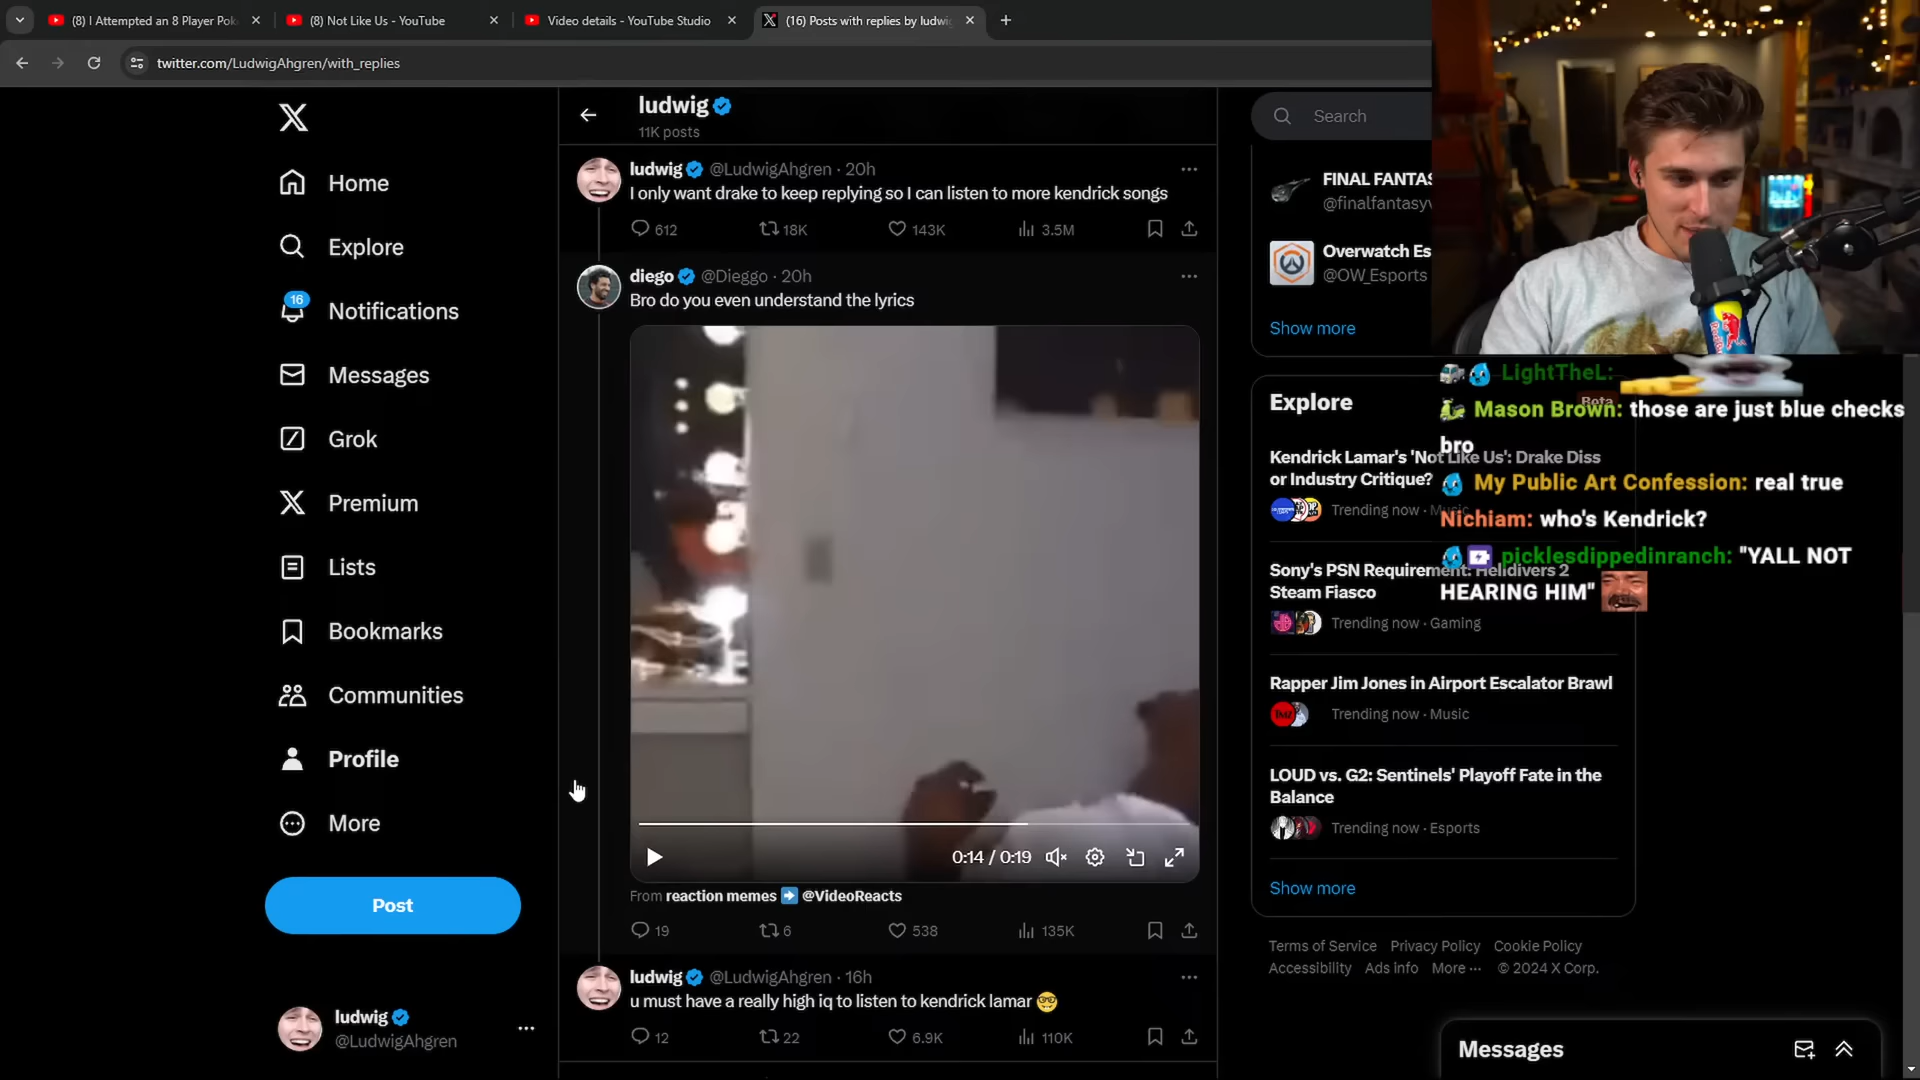 (8) I Attempted an 8 Player Pok
(8) Not Like Us - YouTube
Video details - YouTube Studio
(16) Posts with replies by ludwi
twitter.com/LudwigAhgren/with_replies
Home
Explore
16
Notifications
Messages
Grok
Premium
Lists
Bookmarks
Communities
Profile
More
Post
ludwig
@LudwigAhgren
ludwig
11K posts
ludwig @LudwigAhgren · 20h
I only want drake to keep replying so I can listen to more kendrick songs
612 18K 143K 3.5M
diego @Dieggo · 20h
Bro do you even understand the lyrics
0:14 / 0:19
From reaction memes @VideoReacts
19 6 538 135K
ludwig @LudwigAhgren · 16h
u must have a really high iq to listen to kendrick lamar
12 22 6.9K 110K
Search
FINAL FANTAS
@finalfantasyv
Overwatch Es
@OW_Esports
Show more
Explore
Beta
Kendrick Lamar's 'Not Like Us': Drake Diss
or Industry Critique?
Trending now · Music
Sony's PSN Requirement: Helldivers 2
Steam Fiasco
Trending now · Gaming
Rapper Jim Jones in Airport Escalator Brawl
Trending now · Music
LOUD vs. G2: Sentinels' Playoff Fate in the
Balance
Trending now · Esports
Show more
Terms of Service Privacy Policy Cookie Policy
Accessibility Ads info More ··· © 2024 X Corp.
Messages
LightTheL:
Mason Brown: those are just blue checks
bro
My Public Art Confession: real true
Nichiam: who's Kendrick?
picklesdippedinranch: "YALL NOT
HEARING HIM"